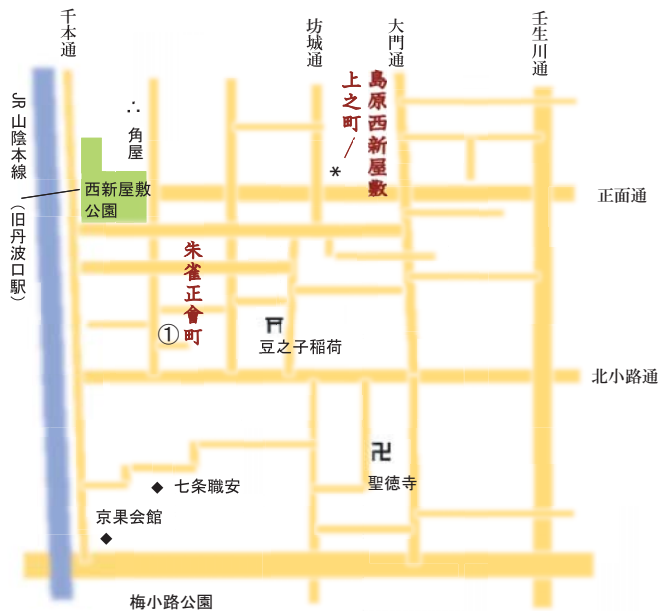 千本通
坊城通
大門通
壬生川通
JR山陰本線
(旧丹波口駅)
∴ 角屋
西新屋敷
公園
島原西新屋敷
上之町/
*
正面通
朱雀正會町
①
豆之子稲荷
北小路通
卍
聖徳寺
◆ 七条職安
京果会館
◆
梅小路公園